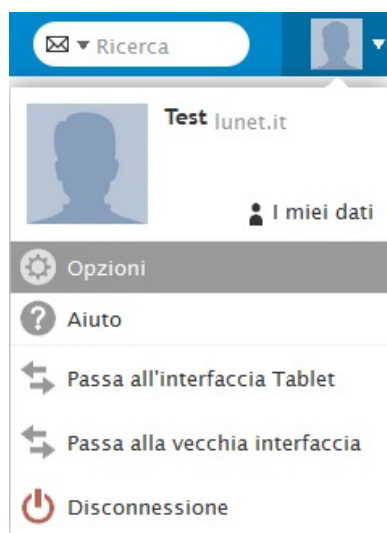 Ricerca
Test lunet.it
I miei dati
Opzioni
Aiuto
Passa all'interfaccia Tablet
Passa alla vecchia interfaccia
Disconnessione